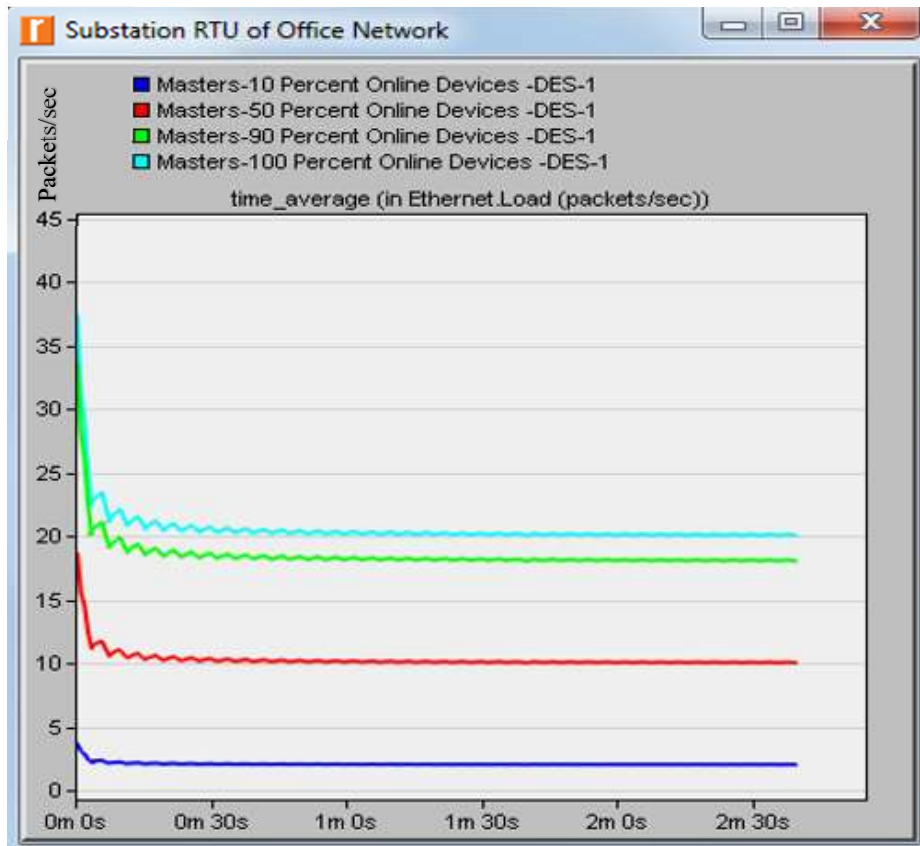 Substation RTU of Office Network
Packets/sec
Masters-10 Percent Online Devices -DES-1
Masters-50 Percent Online Devices -DES-1
Masters-90 Percent Online Devices -DES-1
Masters-100 Percent Online Devices -DES-1
time_average (in Ethernet.Load (packets/sec))
45
40
35
30
25
20
15
10
5
0
0m 0s 0m 30s 1m 0s 1m 30s 2m 0s 2m 30s